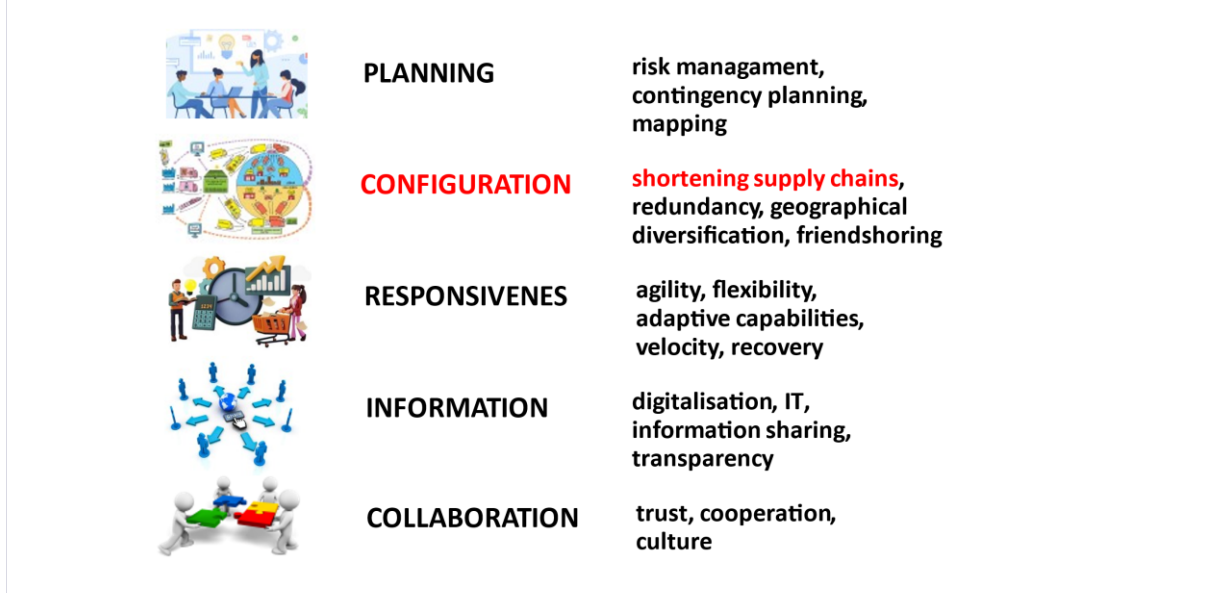 PLANNING
risk managament,
contingency planning,
mapping
CONFIGURATION
shortening supply chains,
redundancy, geographical
diversification, friendshoring
RESPONSIVENES
agility, flexibility,
adaptive capabilities,
velocity, recovery
INFORMATION
digitalisation, IT,
information sharing,
transparency
COLLABORATION
trust, cooperation,
culture